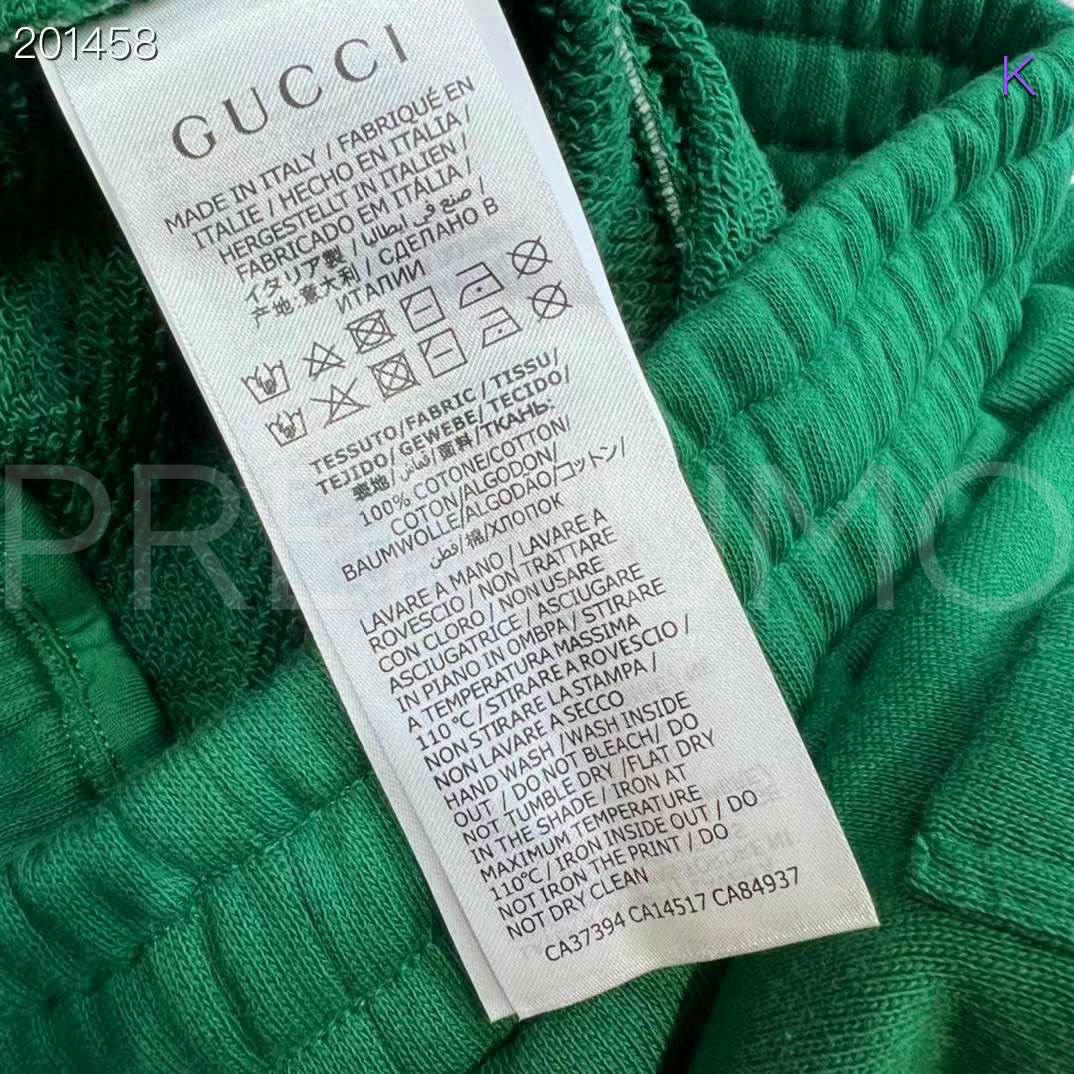 201458
K
GUCCI
MADE IN ITALY / FABRIQUÉ EN
ITALIE / HECHO EN ITALIA /
HERGESTELLT IN ITALIEN /
FABRICADO EM ITÁLIA /
イタリア製 / صنع في ايطاليا /
产地:意大利 / СДЕЛАНО В
ИТАЛИИ
TESSUTO/FABRIC/TISSU/
TEJIDO/GEWEBE/TECIDO/
表地/قماش/面料/ТКАНЬ:
100% COTONE/COTTON/
COTON/ALGODON/
BAUMWOLLE/ALGODAO/コットン/
قطن/棉/ХЛОПОК
LAVARE A MANO / LAVARE A
ROVESCIO / NON TRATTARE
CON CLORO / NON USARE
ASCIUGATRICE / ASCIUGARE
IN PIANO IN OMBRA / STIRARE
A TEMPERATURA MASSIMA
110 °C / STIRARE A ROVESCIO /
NON STIRARE LA STAMPA /
NON LAVARE A SECCO
HAND WASH /WASH INSIDE
OUT / DO NOT BLEACH/ DO
NOT TUMBLE DRY /FLAT DRY
IN THE SHADE / IRON AT
MAXIMUM TEMPERATURE
110°C / IRON INSIDE OUT / DO
NOT IRON THE PRINT / DO
NOT DRY CLEAN
CA37394 CA14517 CA84937